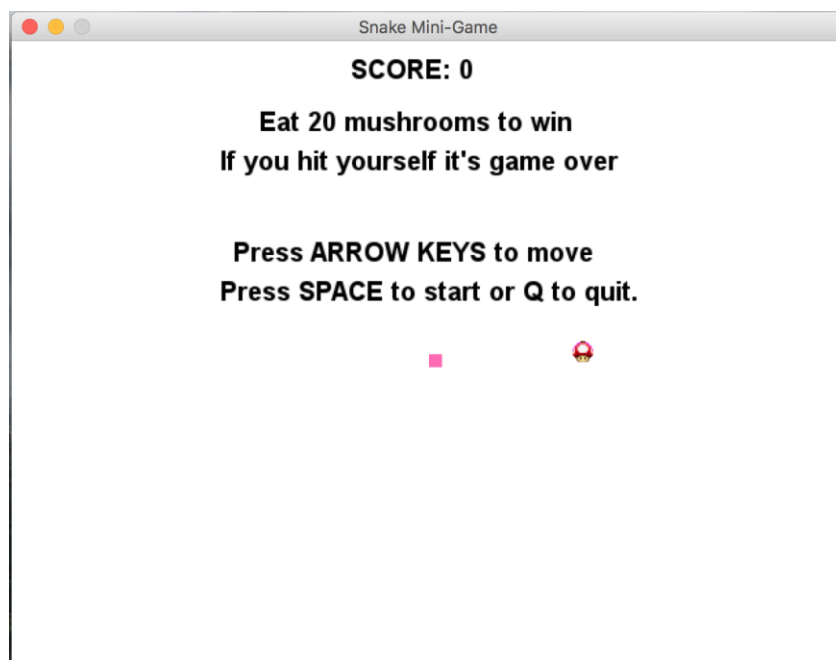 Snake Mini-Game
SCORE: 0
Eat 20 mushrooms to win
If you hit yourself it's game over
Press ARROW KEYS to move
Press SPACE to start or Q to quit.